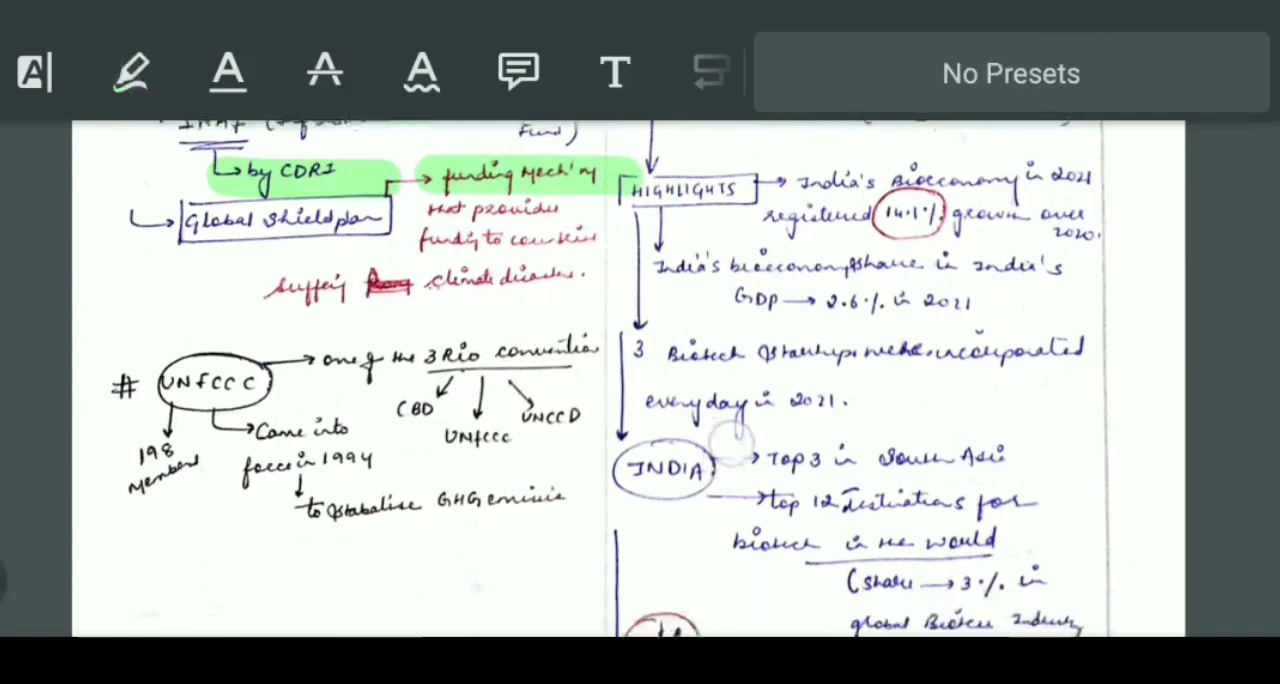 No Presets
Fund)
by CDRI → funding Mech'ny
Global Shield plan
that provides
funding to countries
suffering climate disasters.
# UNFCCC → one of the 3 Rio conventions
CBD
UNFCCC
UNCCD
198 Members
Came into
force in 1994
to stabalise GHG emissis
HIGHLIGHTS → India's Bioeconomy in 2021
registered 14.1% grown over
2020.
India's bioeconomy share in India's
GDP → 2.6% in 2021
3 Biotech startups were incorporated
everyday in 2021.
INDIA → Top 3 in South Asia
→ top 12 destinations for
biotech in the world
(share → 3% in
global Biotech Industry